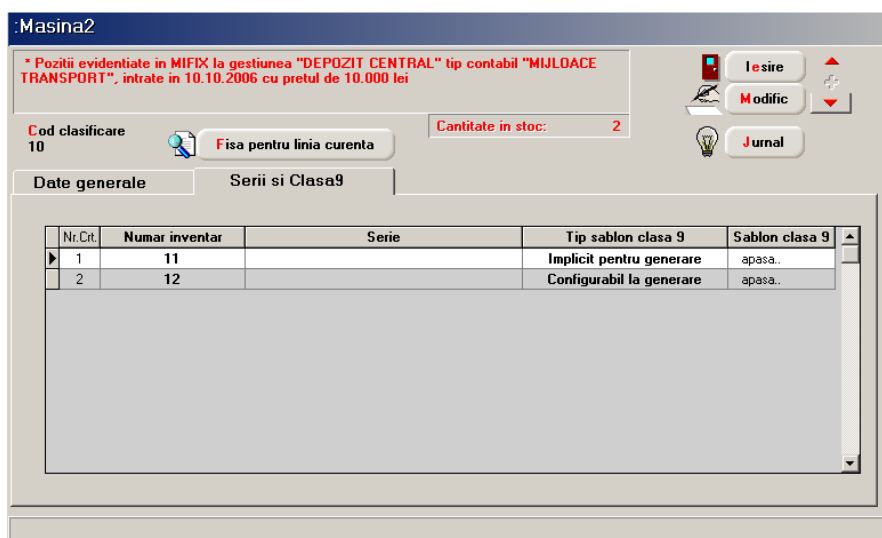 :Masina2
* Pozitii evidentiate in MIFIX la gestiunea "DEPOZIT CENTRAL" tip contabil "MIJLOACE
TRANSPORT", intrate in 10.10.2006 cu pretul de 10.000 lei
Iesire
Modific
Jurnal
Cantitate in stoc: 2
Cod clasificare
10
Fisa pentru linia curenta
Date generale Serii si Clasa9
Nr.Crt. Numar inventar Serie Tip sablon clasa 9 Sablon clasa 9
1 11 Implicit pentru generare apasa..
2 12 Configurabil la generare apasa..